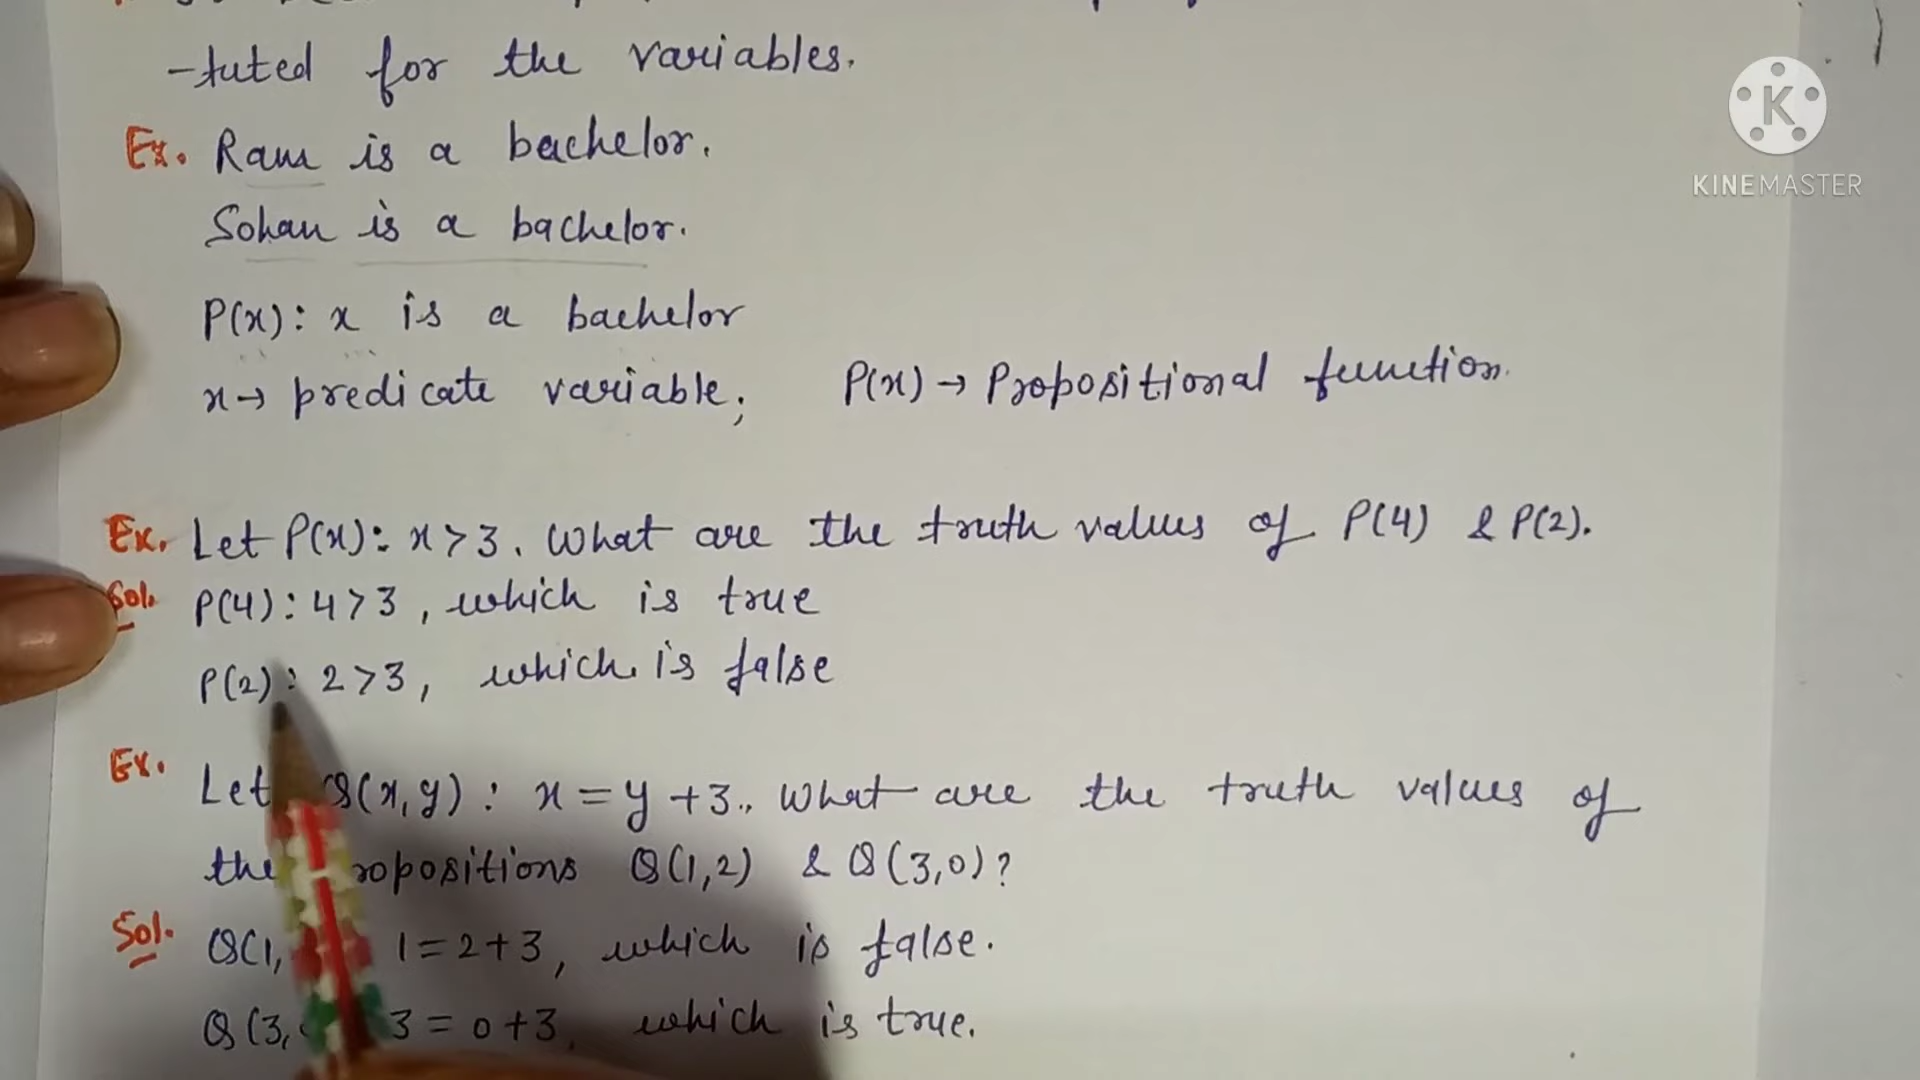 -tuted for the variables.
Ex. Ram is a bachelor.
Sohan is a bachelor.
P(x): x is a bachelor
x→ predicate variable; P(x) → Propositional function.
Ex. Let P(x): x > 3. What are the truth values of P(4) & P(2).
Sol. P(4): 4 > 3, which is true
P(2): 2 > 3, which is false
Ex. Let Q(x,y): x = y + 3. What are the truth values of
the propositions Q(1,2) & Q(3,0)?
Sol. Q(1, 1 = 2 + 3, which is false.
Q(3, 3 = 0 + 3, which is true.
K
KINEMASTER